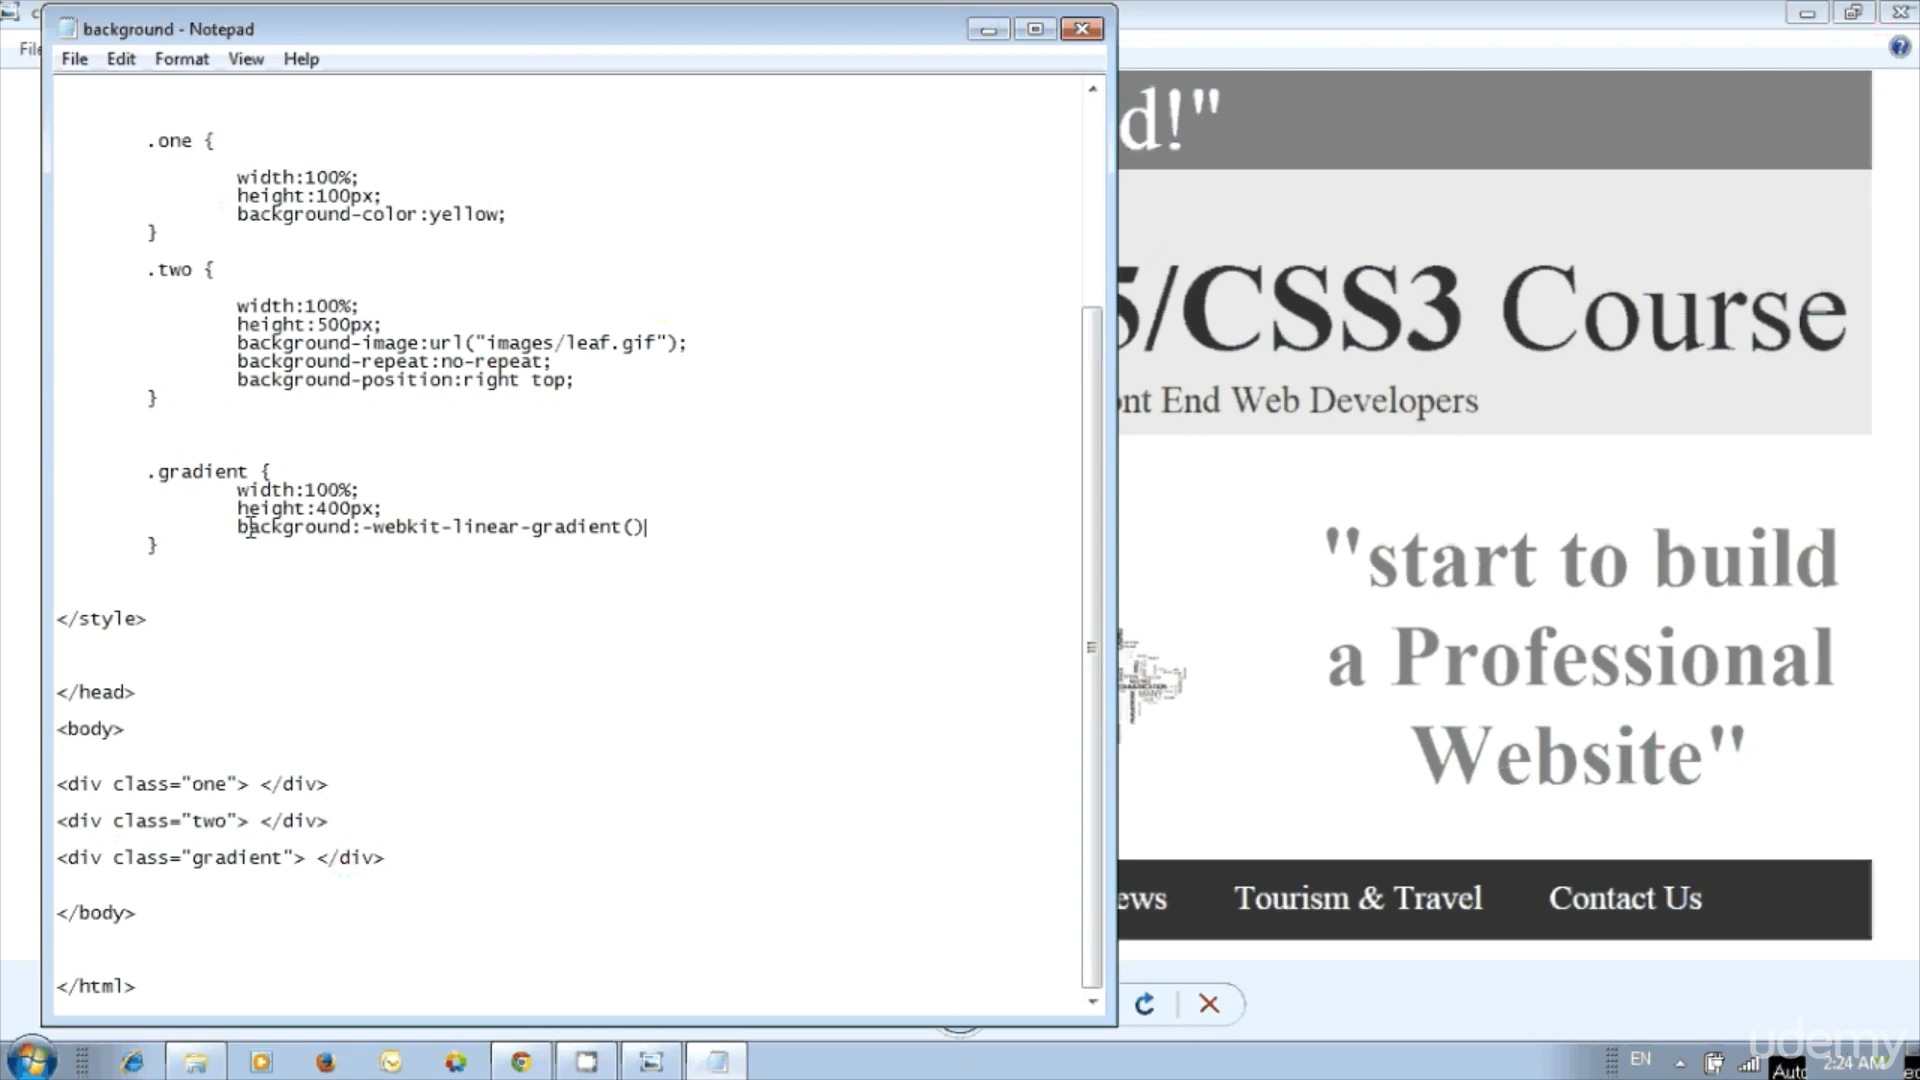 background - Notepad
File Edit Format View Help
.one {
width:100%;
height:100px;
background-color:yellow;
}
.two {
width:100%;
height:500px;
background-image:url("images/leaf.gif");
background-repeat:no-repeat;
background-position:right top;
}
.gradient {
width:100%;
height:400px;
background:-webkit-linear-gradient()
}
</style>
</head>
<body>
<div class="one"> </div>
<div class="two"> </div>
<div class="gradient"> </div>
</body>
</html>
d!"
5/CSS3 Course
ont End Web Developers
"start to build
a Professional
Website"
ews Tourism & Travel Contact Us
udemy
EN 2:24 AM